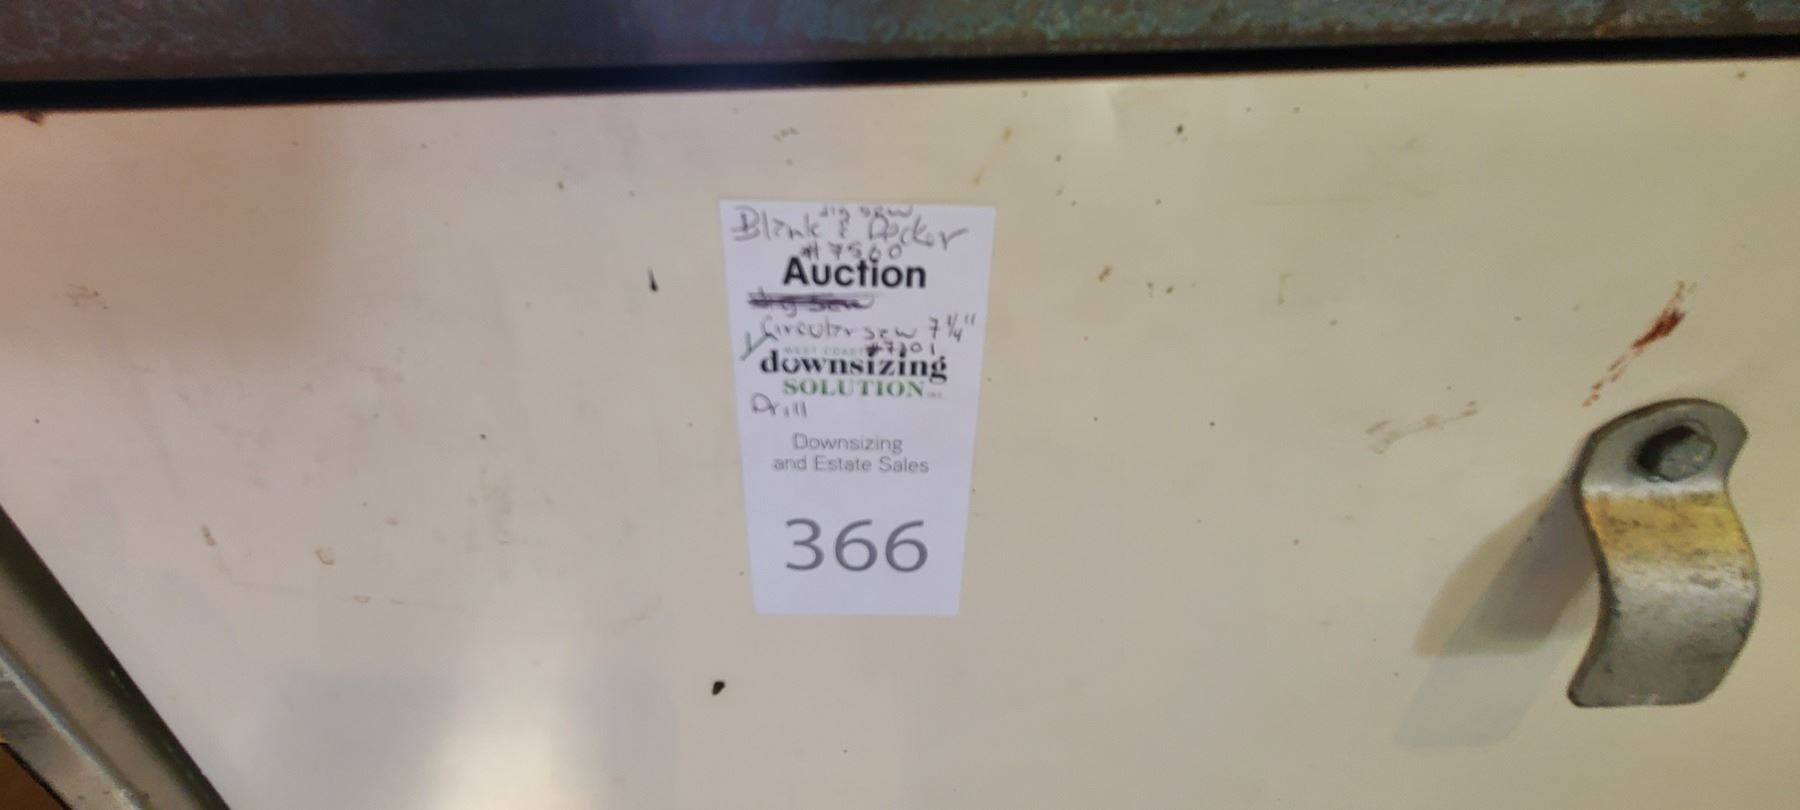 jig saw
Black & Decker
#7560
Auction
jig saw
Circular saw 7 1/4"
#7301
WEST COAST
downsizing
SOLUTION INC
Drill
Downsizing
and Estate Sales
366